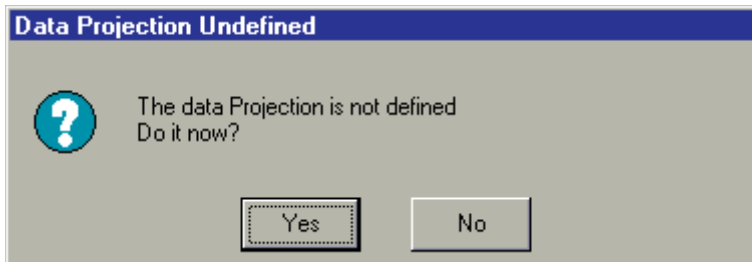 Data Projection Undefined
The data Projection is not defined
Do it now?
Yes No